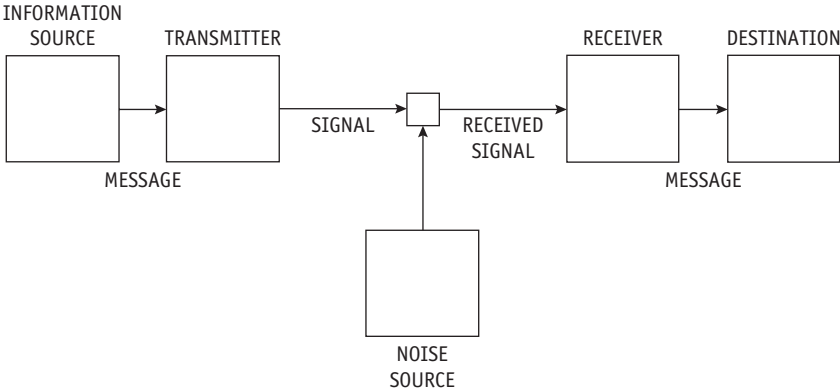 INFORMATION
SOURCE
TRANSMITTER
RECEIVER
DESTINATION
SIGNAL
RECEIVED
SIGNAL
MESSAGE
MESSAGE
NOISE
SOURCE